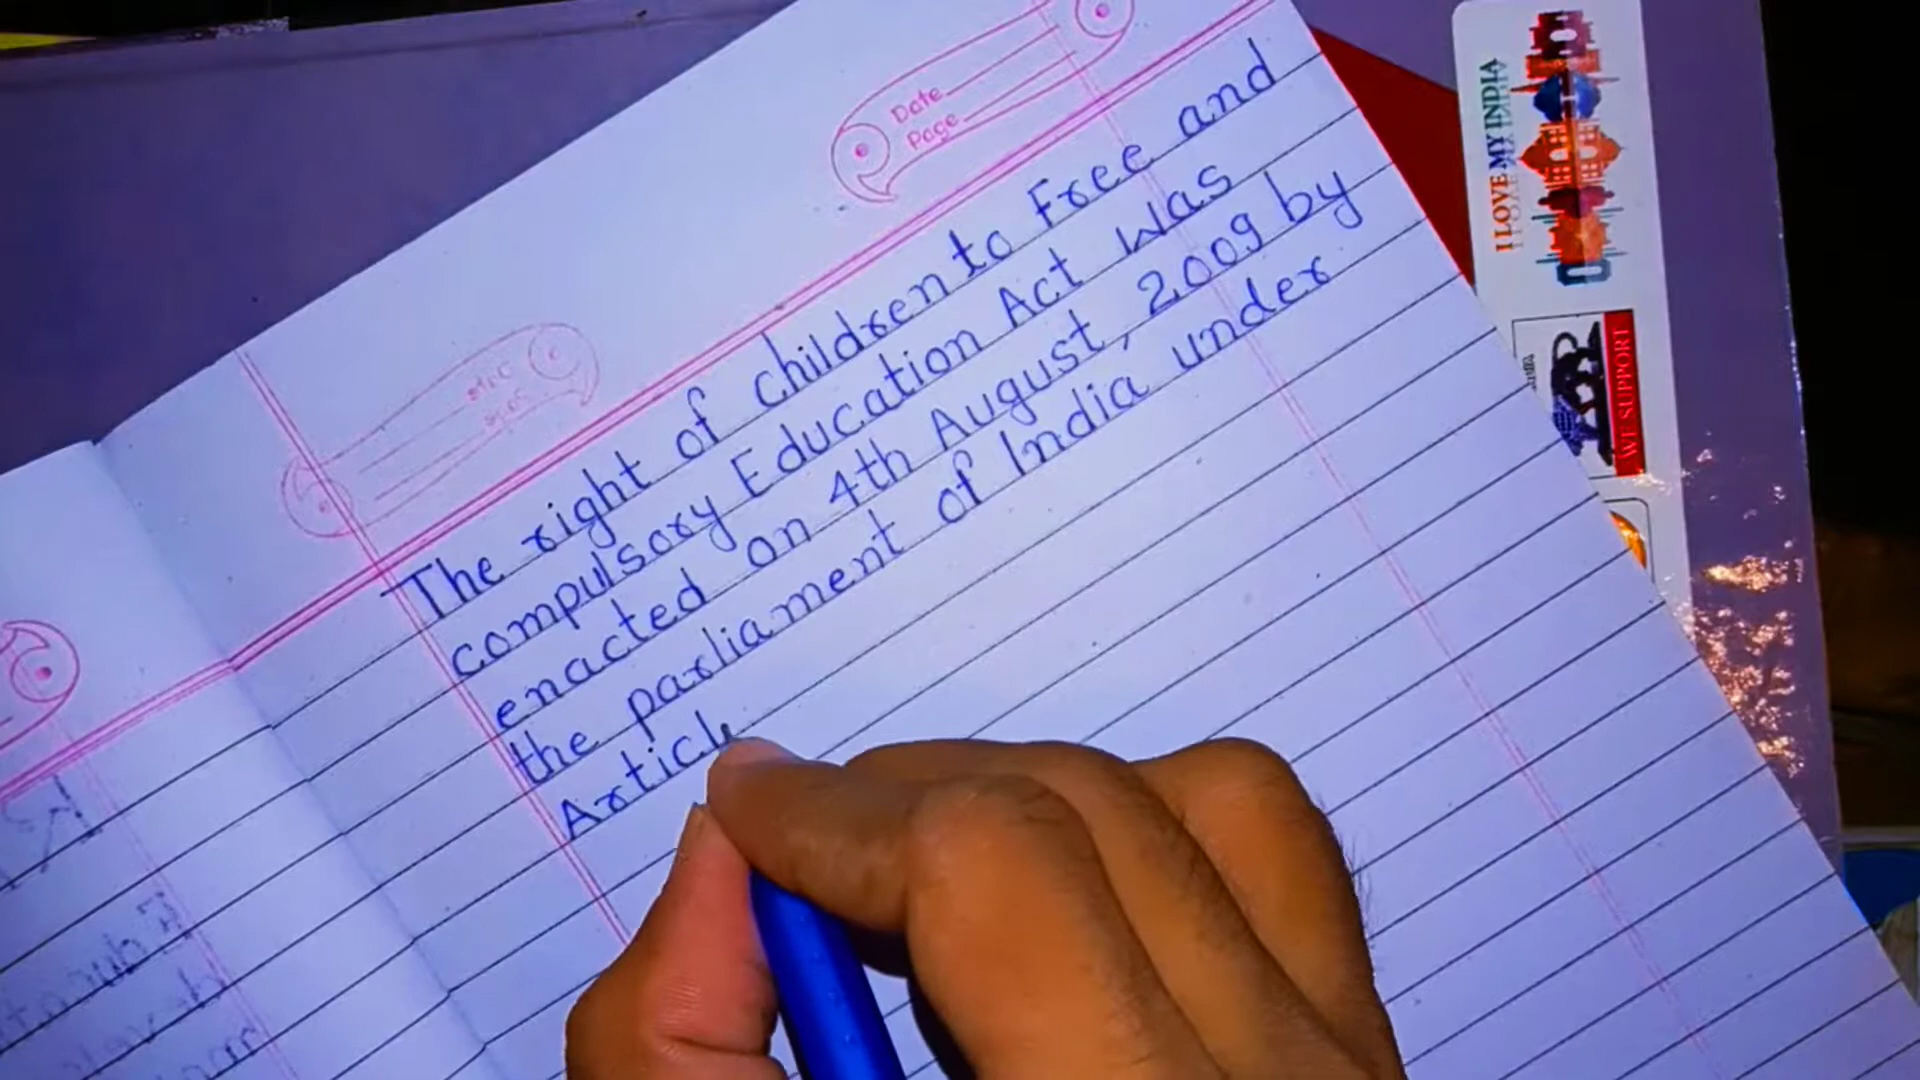 Date
Page
The right of children to Free and
compulsory Education Act was
enacted on 4th August, 2009 by
the parliament of India under
Articl
I LOVE MY INDIA
WE SUPPORT